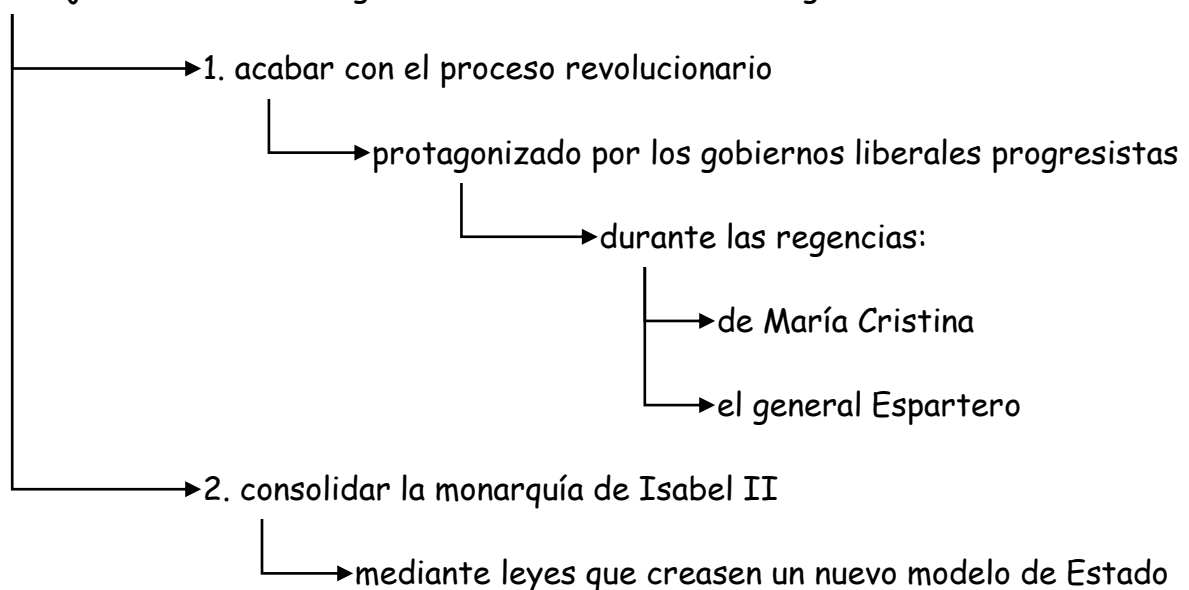 1. acabar con el proceso revolucionario
protagonizado por los gobiernos liberales progresistas
durante las regencias:
de María Cristina
el general Espartero
2. consolidar la monarquía de Isabel II
mediante leyes que creasen un nuevo modelo de Estado